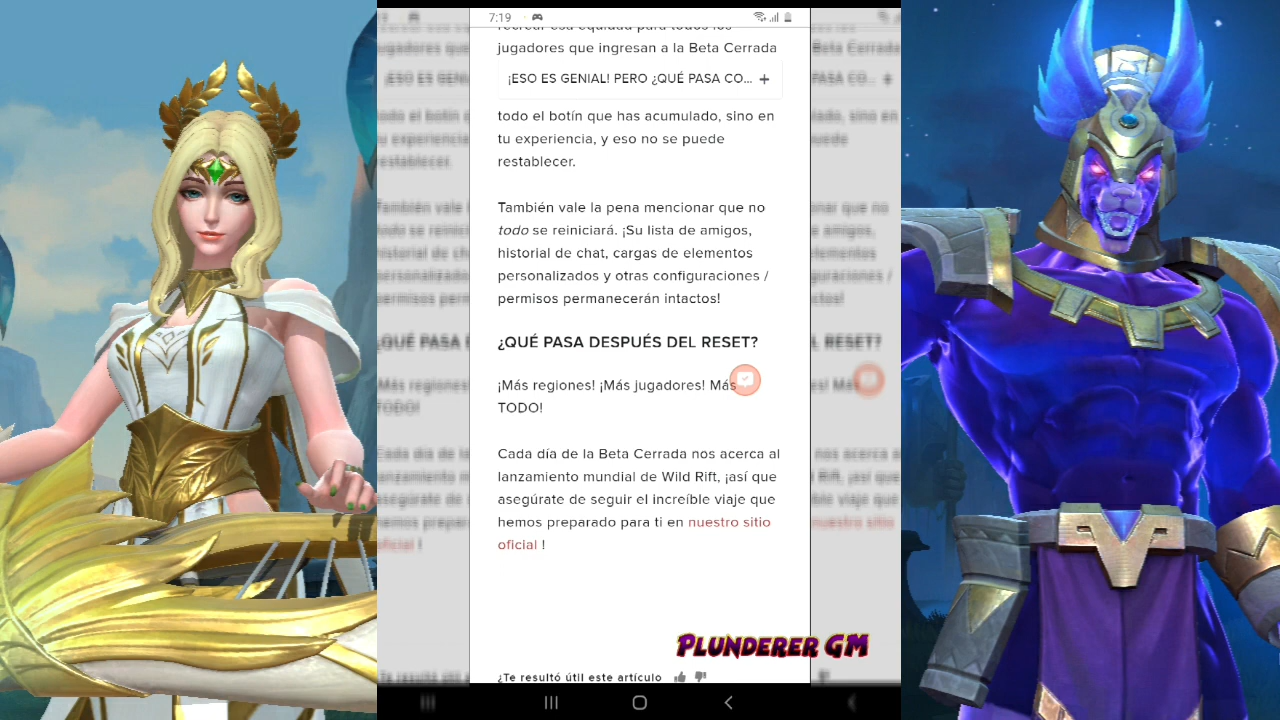 7:19
recrear esa equidad para todos los
jugadores que ingresan a la Beta Cerrada
¡ESO ES GENIAL! PERO ¿QUÉ PASA CO... +
todo el botín que has acumulado, sino en
tu experiencia, y eso no se puede
restablecer.
También vale la pena mencionar que no
todo se reiniciará. ¡Su lista de amigos,
historial de chat, cargas de elementos
personalizados y otras configuraciones /
permisos permanecerán intactos!
¿QUÉ PASA DESPUÉS DEL RESET?
¡Más regiones! ¡Más jugadores! Más
TODO!
Cada día de la Beta Cerrada nos acerca al
lanzamiento mundial de Wild Rift, ¡así que
asegúrate de seguir el increíble viaje que
hemos preparado para ti en nuestro sitio
oficial !
PLUNDERER GM
¿Te resultó útil este artículo